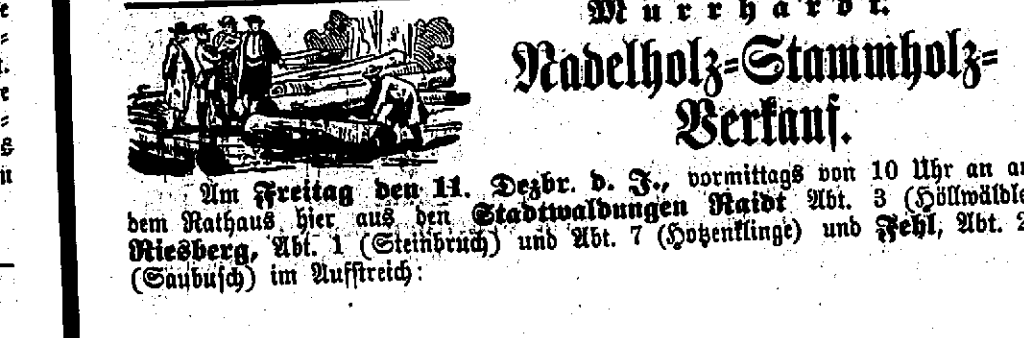 Murrhardt.
Nadelholz-Stammholz-
Verkauf.
Am Freitag den 11. Dezbr. d. J., vormittags von 10 Uhr an
dem Rathaus hier aus den Stadtwaldungen Raidt Abt. 3 (Höllwäldle
Riesberg, Abt. 1 (Steinbruch) und Abt. 7 (Hotzenklinge) und Fehl, Abt. 2
(Saubusch) im Aufstreich: